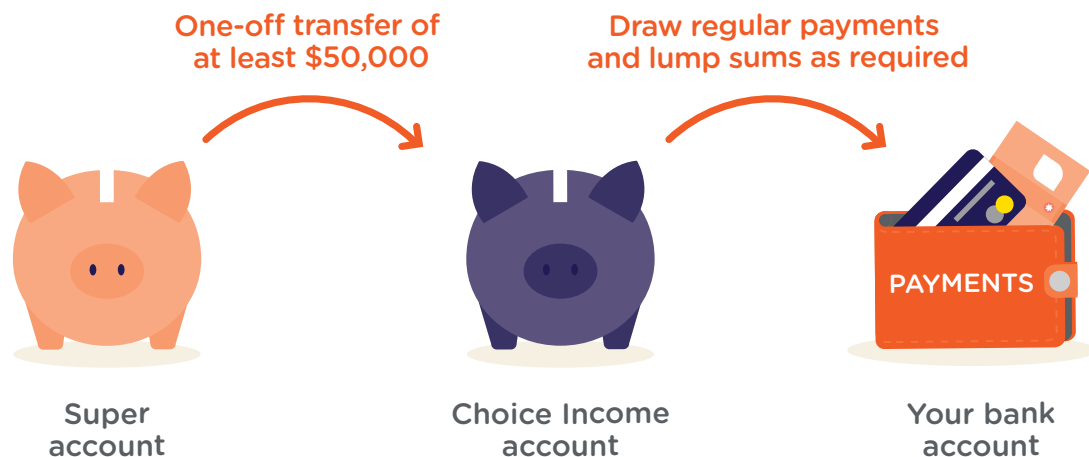 One-off transfer of
at least $50,000
Draw regular payments
and lump sums as required
PAYMENTS
Super
account
Choice Income
account
Your bank
account